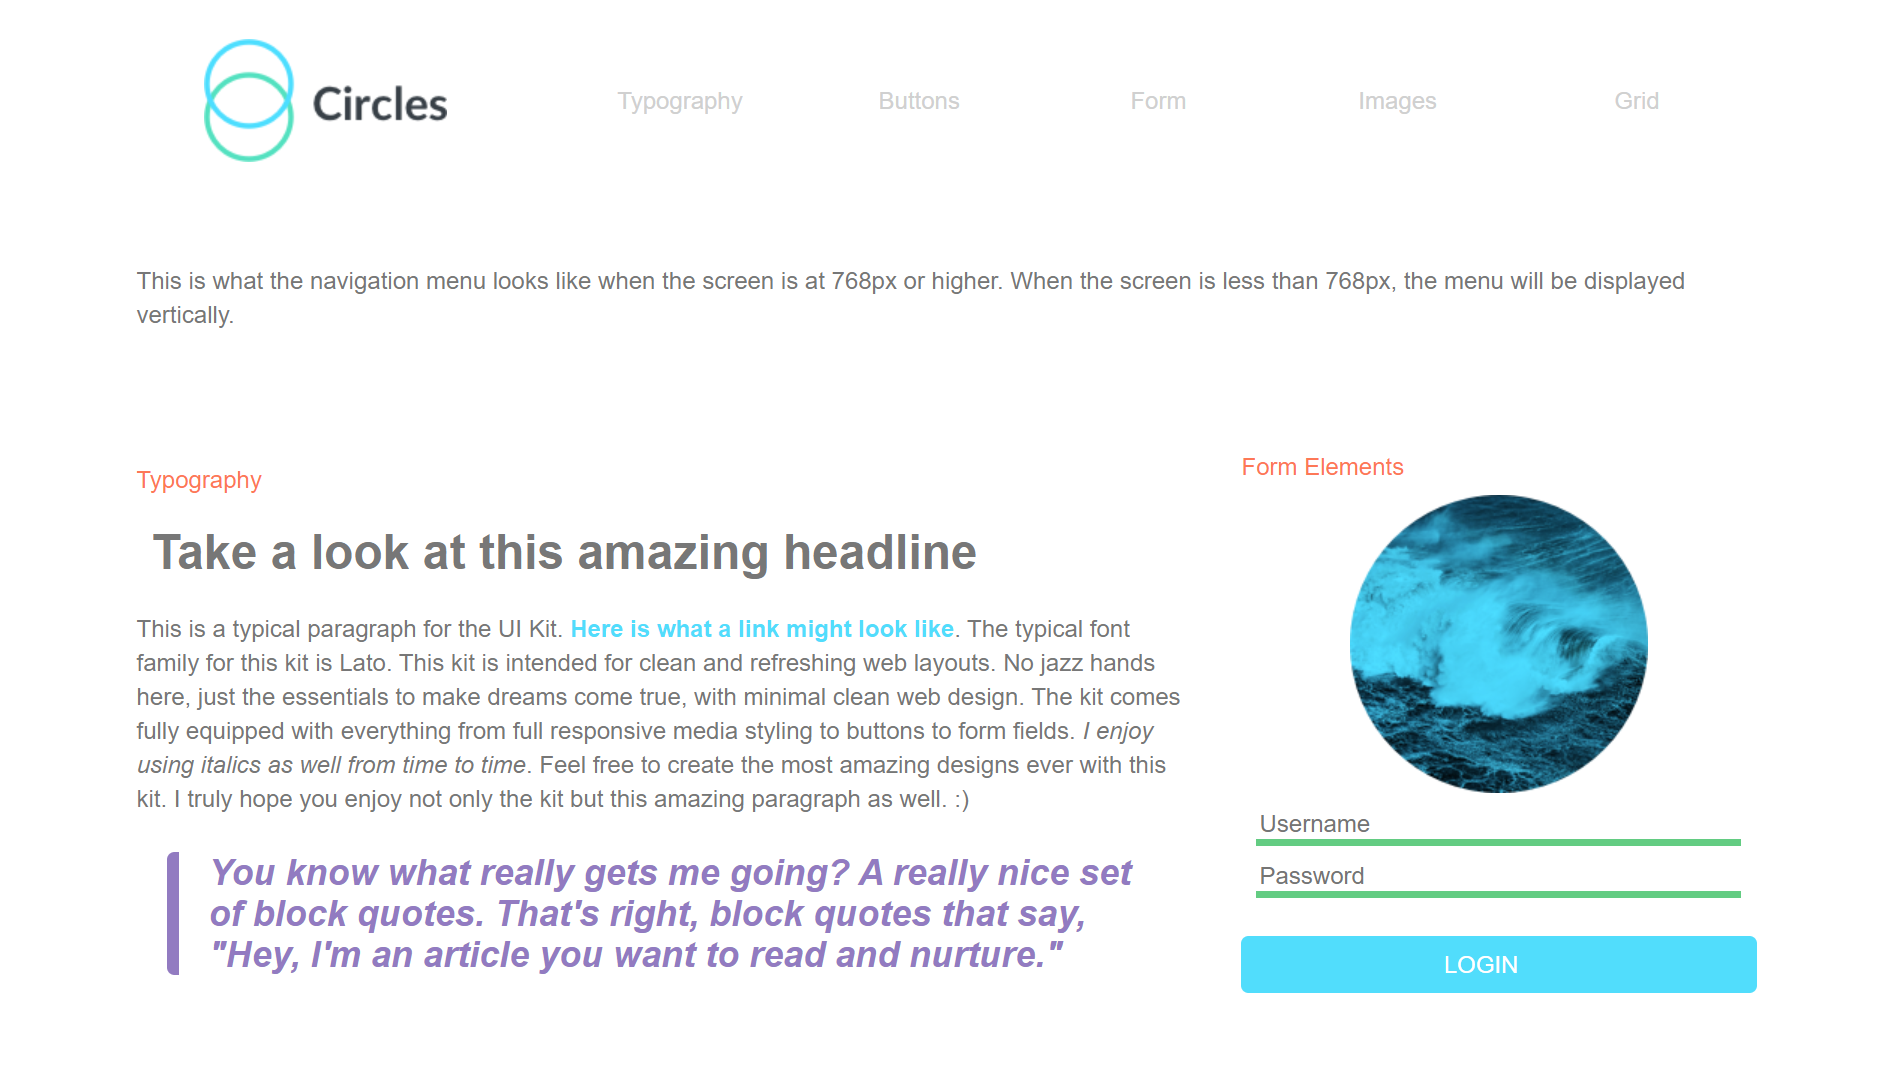 Circles
Typography
Buttons
Form
Images
Grid
This is what the navigation menu looks like when the screen is at 768px or higher. When the screen is less than 768px, the menu will be displayed
vertically.
Typography
Take a look at this amazing headline
This is a typical paragraph for the UI Kit. Here is what a link might look like. The typical font
family for this kit is Lato. This kit is intended for clean and refreshing web layouts. No jazz hands
here, just the essentials to make dreams come true, with minimal clean web design. The kit comes
fully equipped with everything from full responsive media styling to buttons to form fields. I enjoy
using italics as well from time to time. Feel free to create the most amazing designs ever with this
kit. I truly hope you enjoy not only the kit but this amazing paragraph as well. :)
You know what really gets me going? A really nice set
of block quotes. That's right, block quotes that say,
"Hey, I'm an article you want to read and nurture."
Form Elements
Username
Password
LOGIN